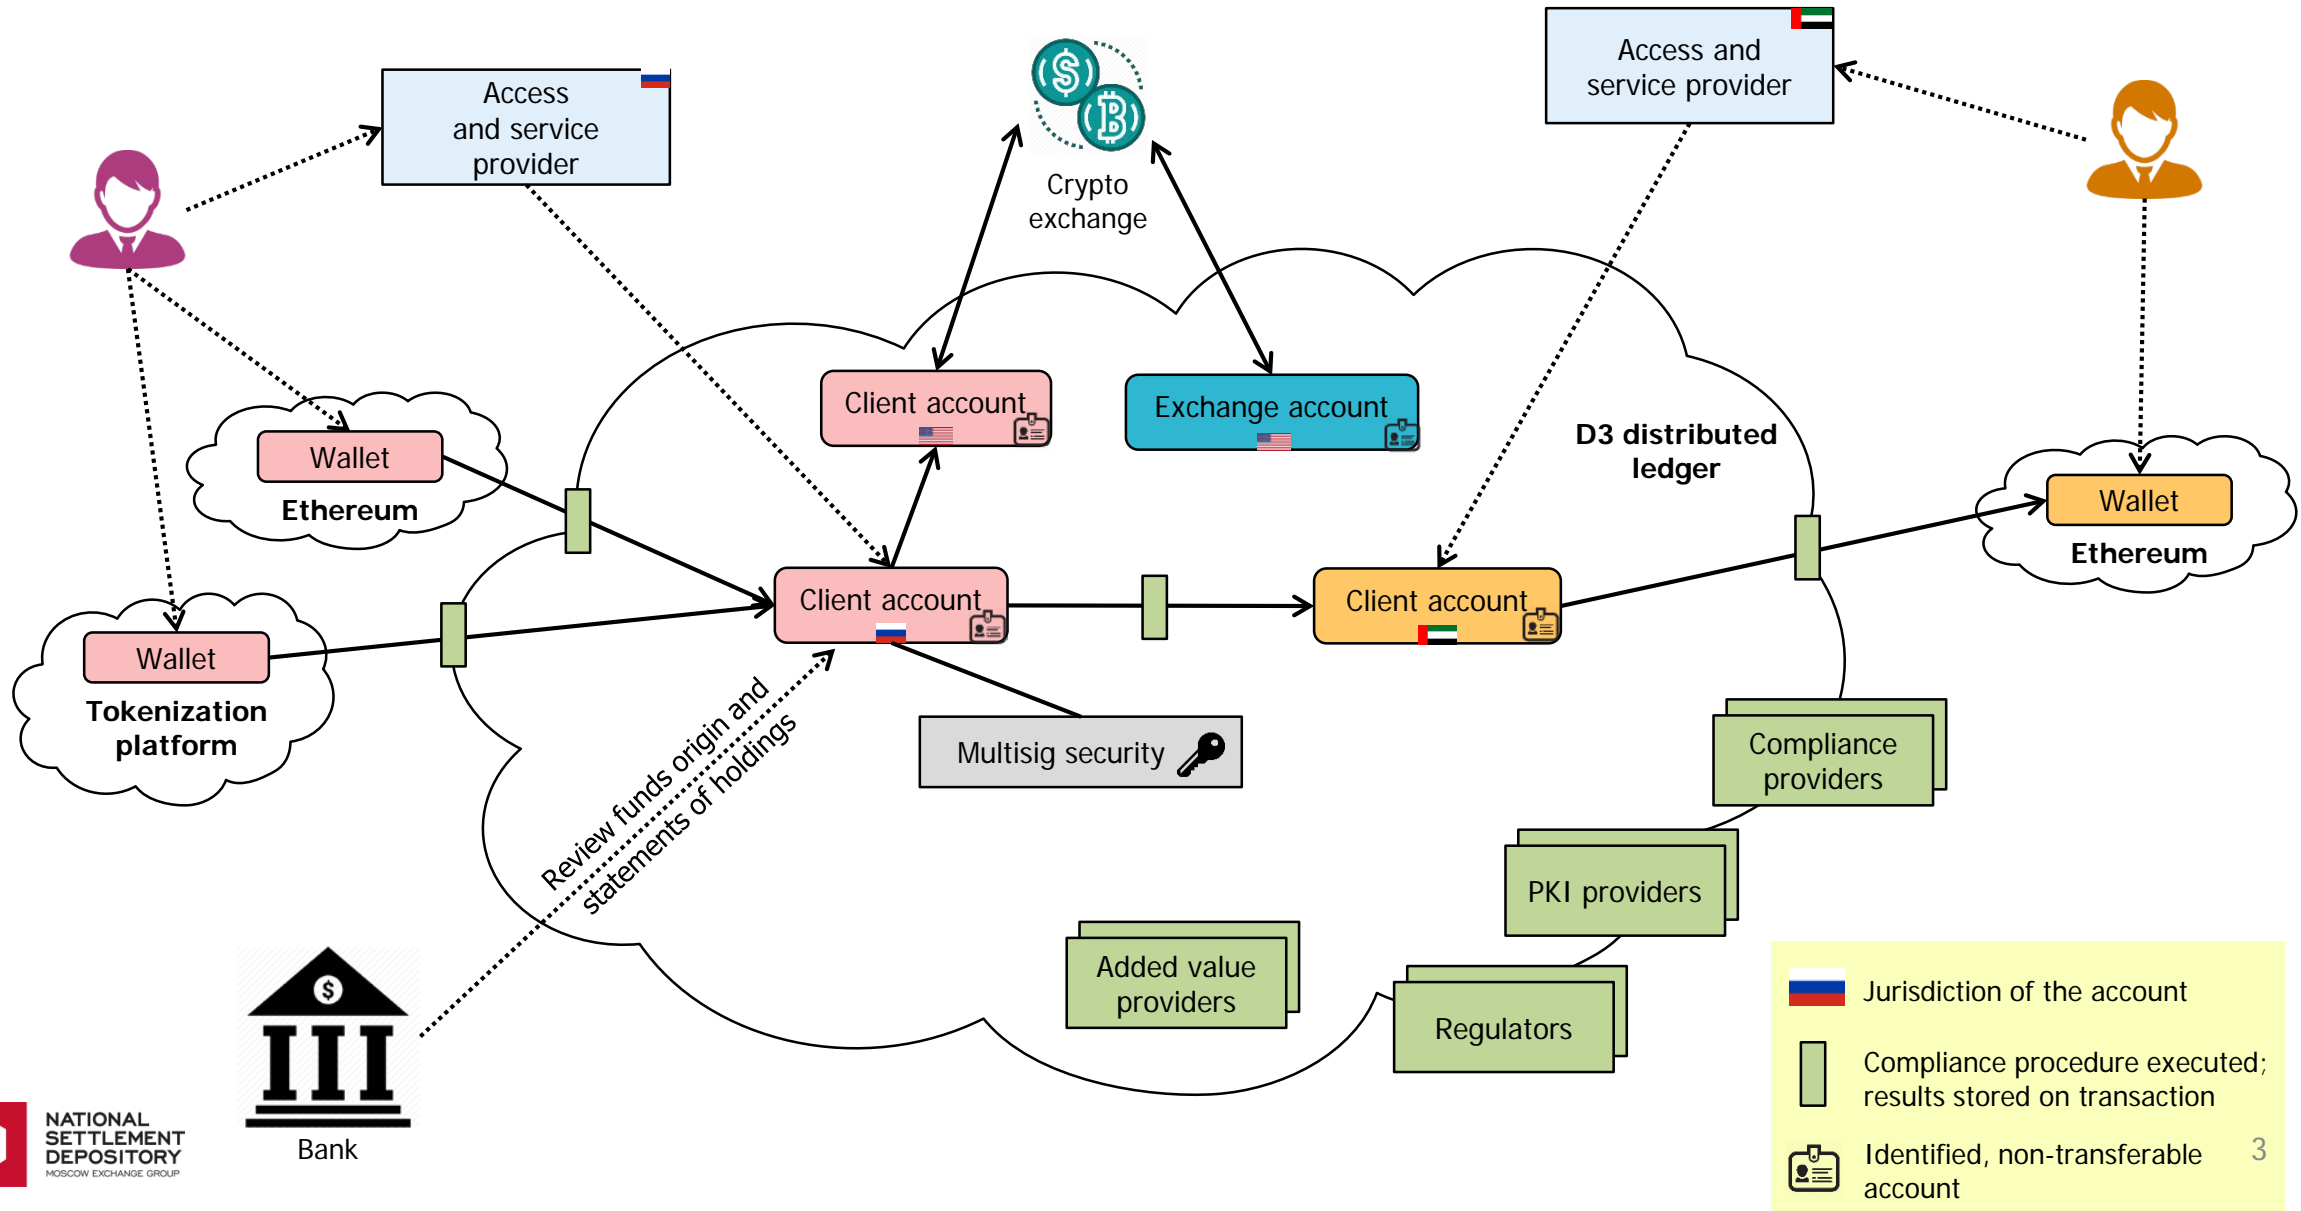 Access
and service
provider
Crypto
exchange
Access and
service provider
Client account
Exchange account
D3 distributed
ledger
Wallet
Ethereum
Wallet
Ethereum
Client account
Client account
Wallet
Tokenization
platform
Multisig security
Review funds origin and
statements of holdings
Compliance
providers
PKI providers
Added value
providers
Regulators
Bank
NATIONAL
SETTLEMENT
DEPOSITORY
MOSCOW EXCHANGE GROUP
Jurisdiction of the account
Compliance procedure executed;
results stored on transaction
Identified, non-transferable
account
3